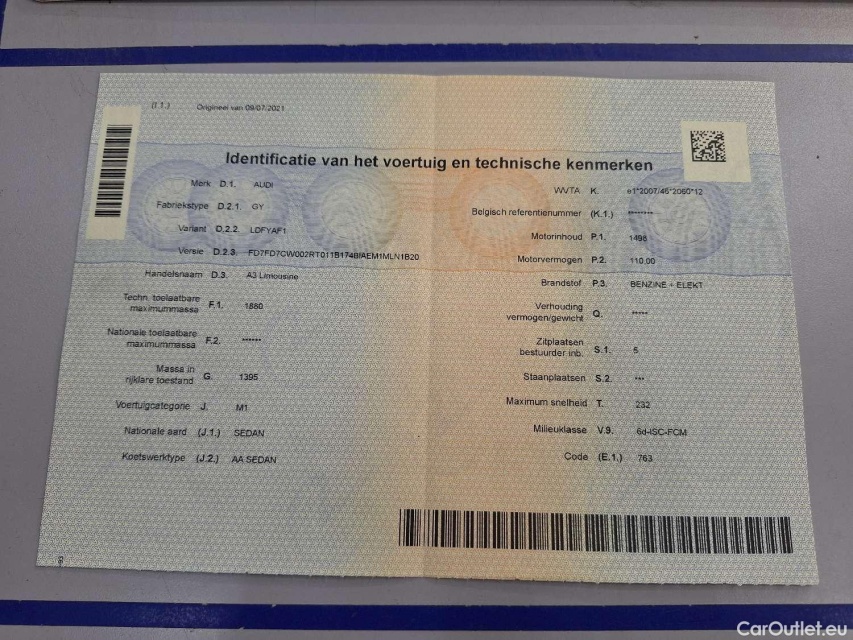 (I.1.) Origineel van 09/07/2021
Identificatie van het voertuig en technische kenmerken
Merk D.1. AUDI
Fabriekstype D.2.1. GY
Variant D.2.2. LDFYAF1
Versie D.2.3. FD7FD7CW002RT011B174BIAEM1MLN1B20
Handelsnaam D.3. A3 Limousine
Techn. toelaatbare
maximummassa F.1. 1880
Nationale toelaatbare
maximummassa F.2. ******
Massa in
rijklare toestand G. 1395
Voertuigcategorie J. M1
Nationale aard (J.1.) SEDAN
Koetswerktype (J.2.) AA SEDAN
WVTA K. e1*2007/46*2060*12
Belgisch referentienummer (K.1.) ********
Motorinhoud P.1. 1498
Motorvermogen P.2. 110.00
Brandstof P.3. BENZINE + ELEKT
Verhouding
vermogen/gewicht Q. *****
Zitplaatsen
bestuurder inb. S.1. 5
Staanplaatsen S.2. ***
Maximum snelheid T. 232
Milieuklasse V.9. 6d-ISC-FCM
Code (E.1.) 763
CarOutlet.eu